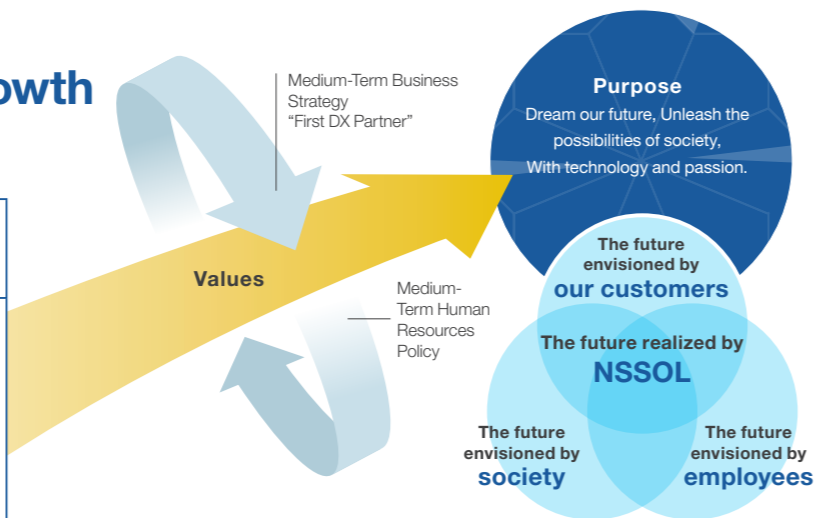 owth
Medium-Term Business
Strategy
“First DX Partner”
Purpose
Dream our future, Unleash the
possibilities of society,
With technology and passion.
Values
Medium-
Term Human
Resources
Policy
The future
envisioned by
our customers
The future realized by
NSSOL
The future
envisioned by
society
The future
envisioned by
employees